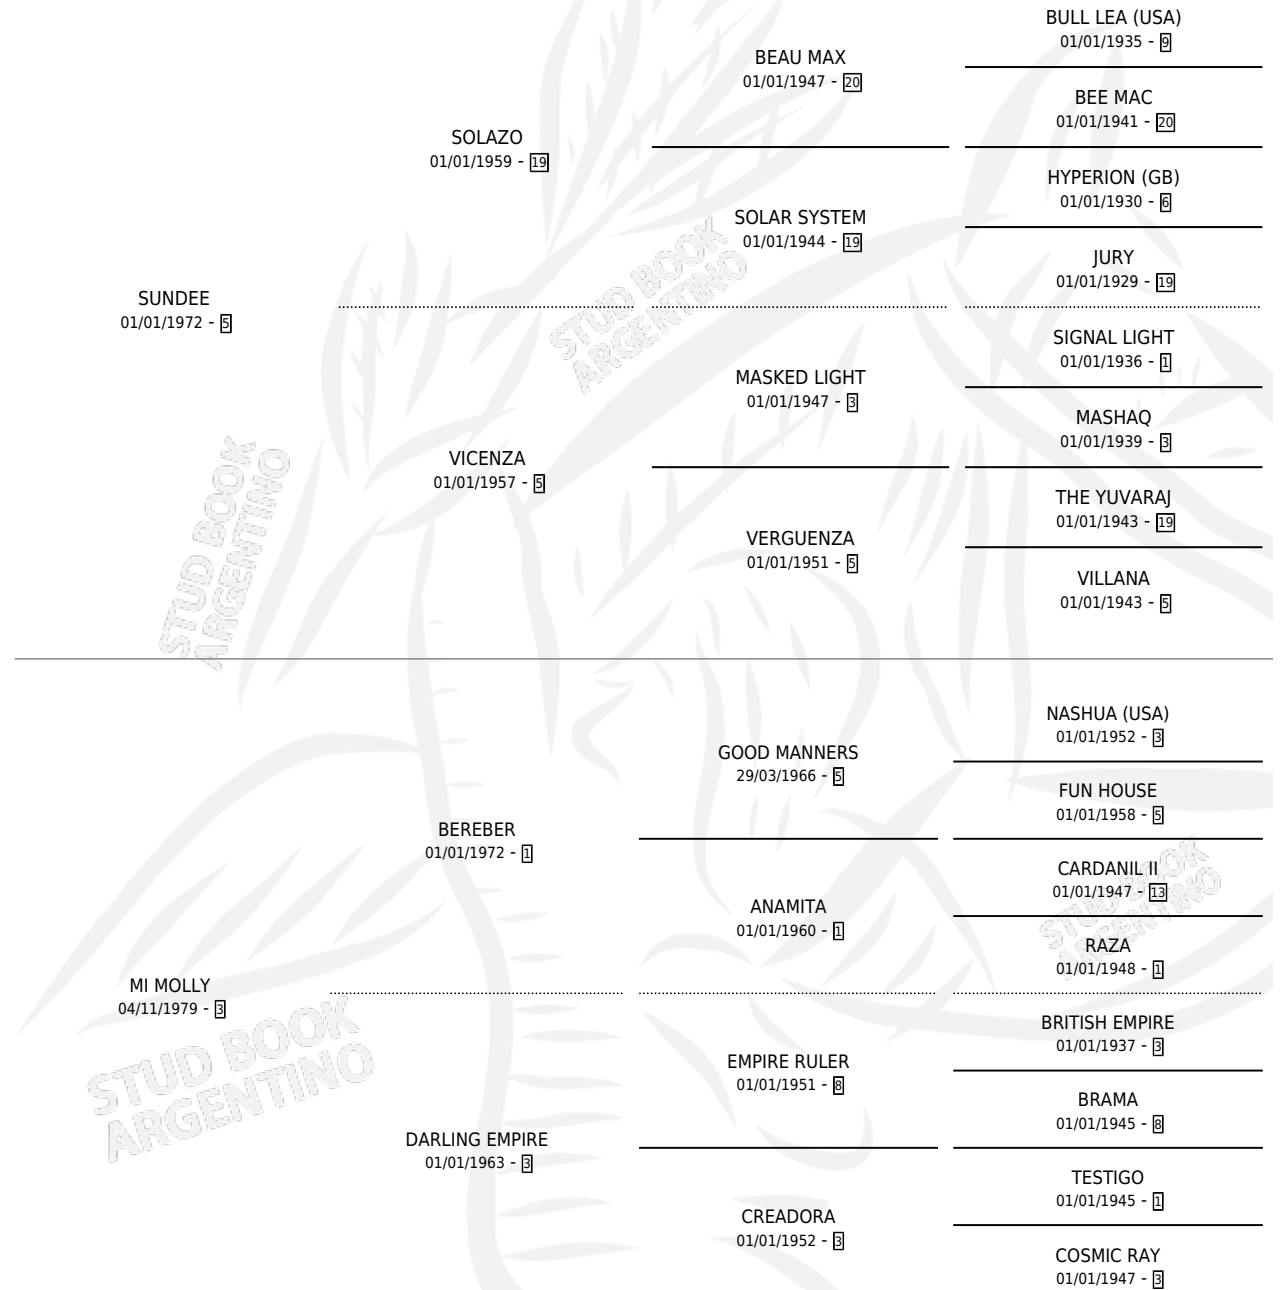 BULL LEA (USA)
01/01/1935 - 9
BEAU MAX
01/01/1947 - 20
BEE MAC
01/01/1941 - 20
SOLAZO
01/01/1959 - 19
HYPERION (GB)
01/01/1930 - 6
SOLAR SYSTEM
01/01/1944 - 19
JURY
01/01/1929 - 19
SUNDEE
01/01/1972 - 5
STUD BOOK
ARGENTINO
SIGNAL LIGHT
01/01/1936 - 1
MASKED LIGHT
01/01/1947 - 3
MASHAQ
01/01/1939 - 3
VICENZA
01/01/1957 - 5
THE YUVARAJ
01/01/1943 - 19
VERGUENZA
01/01/1951 - 5
VILLANA
01/01/1943 - 5
STUD BOOK
ARGENTINO
NASHUA (USA)
01/01/1952 - 3
GOOD MANNERS
29/03/1966 - 5
FUN HOUSE
01/01/1958 - 5
BEREBER
01/01/1972 - 1
CARDANIL II
01/01/1947 - 13
ANAMITA
01/01/1960 - 1
RAZA
01/01/1948 - 1
STUD BOOK
ARGENTINO
MI MOLLY
04/11/1979 - 3
BRITISH EMPIRE
01/01/1937 - 3
EMPIRE RULER
01/01/1951 - 8
BRAMA
01/01/1945 - 8
STUD BOOK
ARGENTINO
DARLING EMPIRE
01/01/1963 - 3
TESTIGO
01/01/1945 - 1
CREADORA
01/01/1952 - 3
COSMIC RAY
01/01/1947 - 3